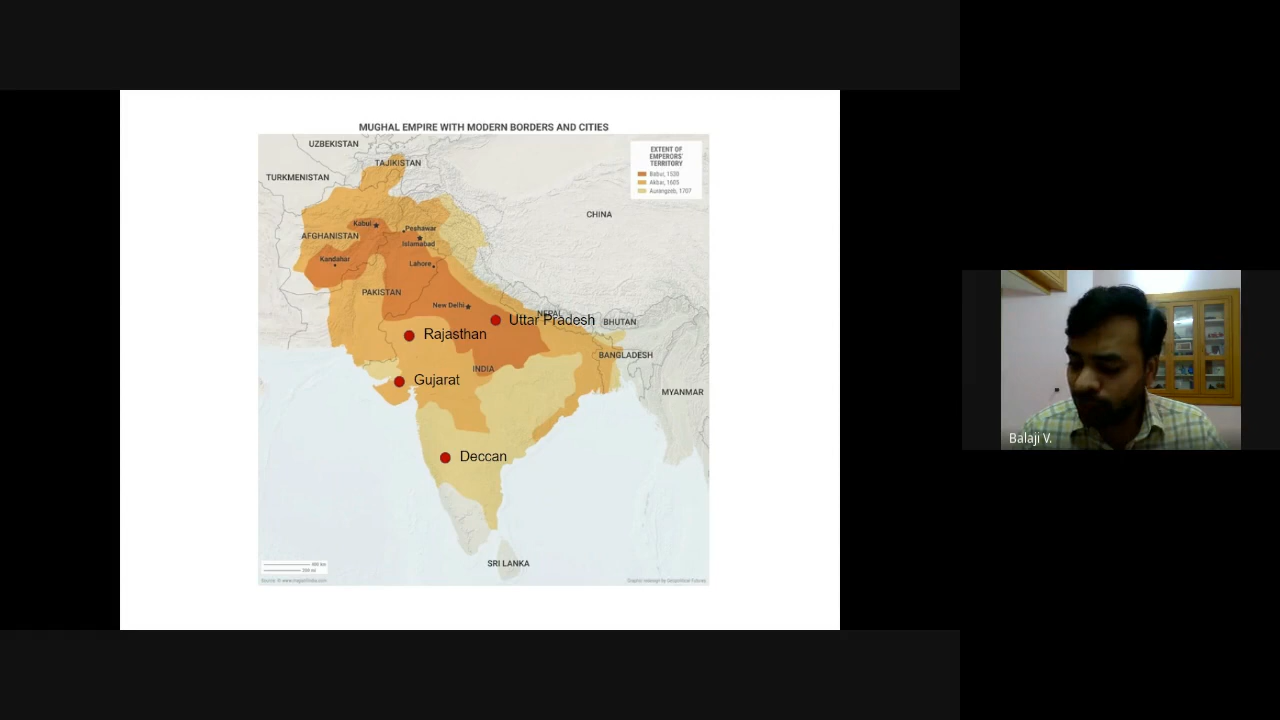 MUGHAL EMPIRE WITH MODERN BORDERS AND CITIES
UZBEKISTAN
TAJIKISTAN
TURKMENISTAN
EXTENT OF
EMPERORS'
TERRITORY
Babur, 1530
Akbar, 1605
Aurangzeb, 1707
CHINA
Kabul
Peshawar
AFGHANISTAN
Islamabad
Kandahar
Lahore
PAKISTAN
New Delhi
NEPAL
Uttar Pradesh
BHUTAN
Rajasthan
BANGLADESH
INDIA
Gujarat
MYANMAR
Balaji V.
Deccan
SRI LANKA